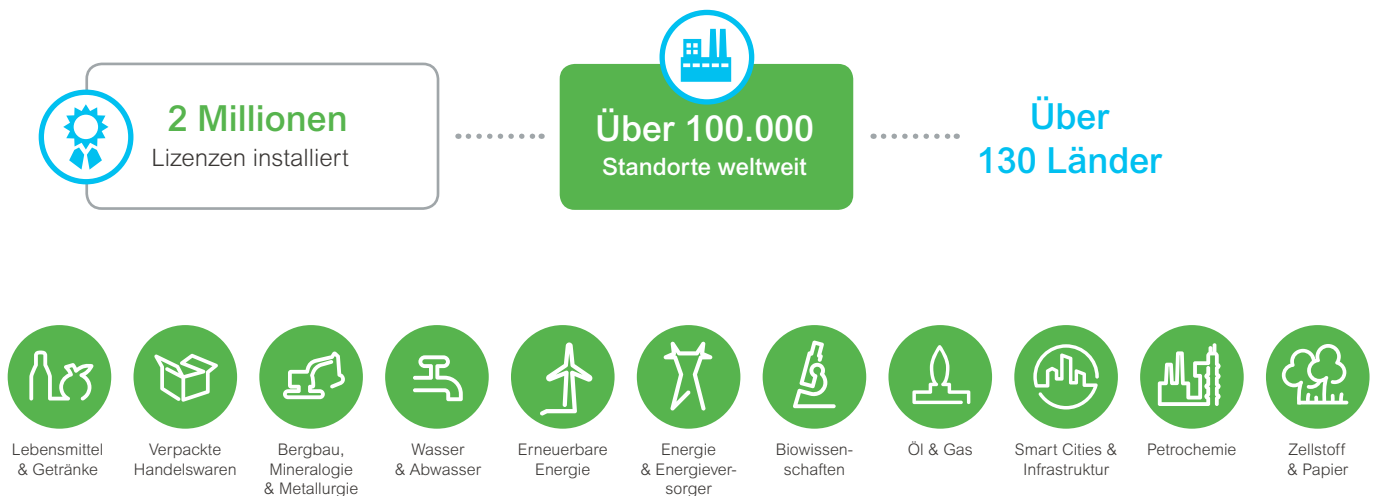 2 Millionen
Lizenzen installiert
Über 100.000
Standorte weltweit
Über
130 Länder
Lebensmittel
& Getränke
Verpackte
Handelswaren
Bergbau,
Mineralogie
& Metallurgie
Wasser
& Abwasser
Erneuerbare
Energie
Energie
& Energiever-
sorger
Biowissen-
schaften
Öl & Gas
Smart Cities &
Infrastruktur
Petrochemie
Zellstoff
& Papier